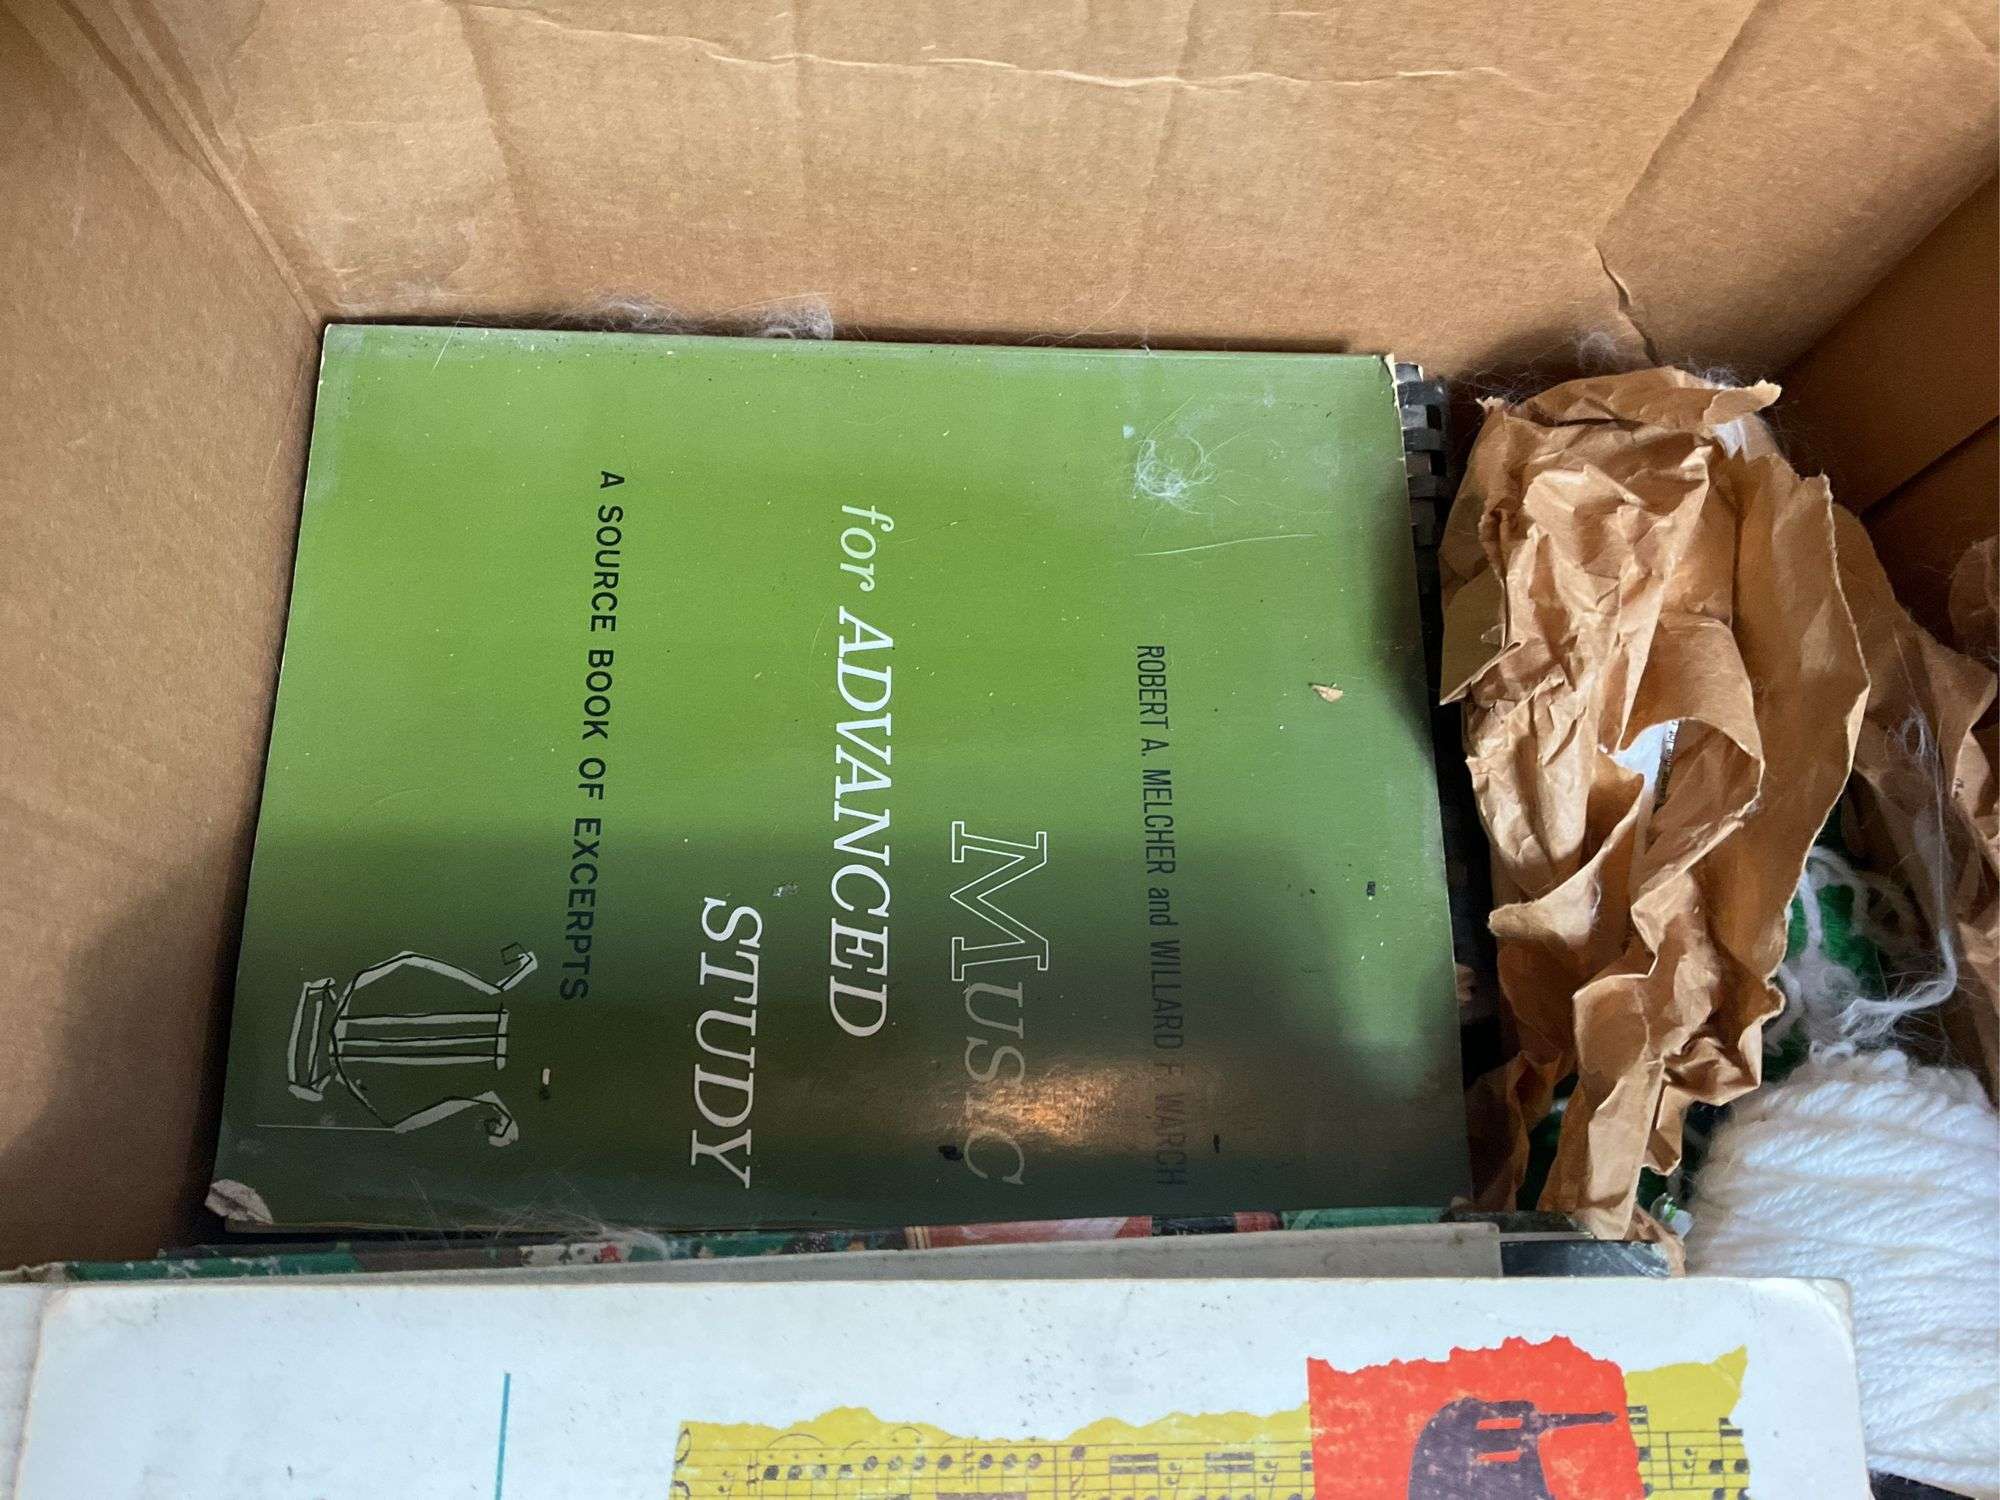 ROBERT A. MELCHER and WILLARD F. WARCH
MUSIC
for ADVANCED
STUDY
A SOURCE BOOK OF EXCERPTS